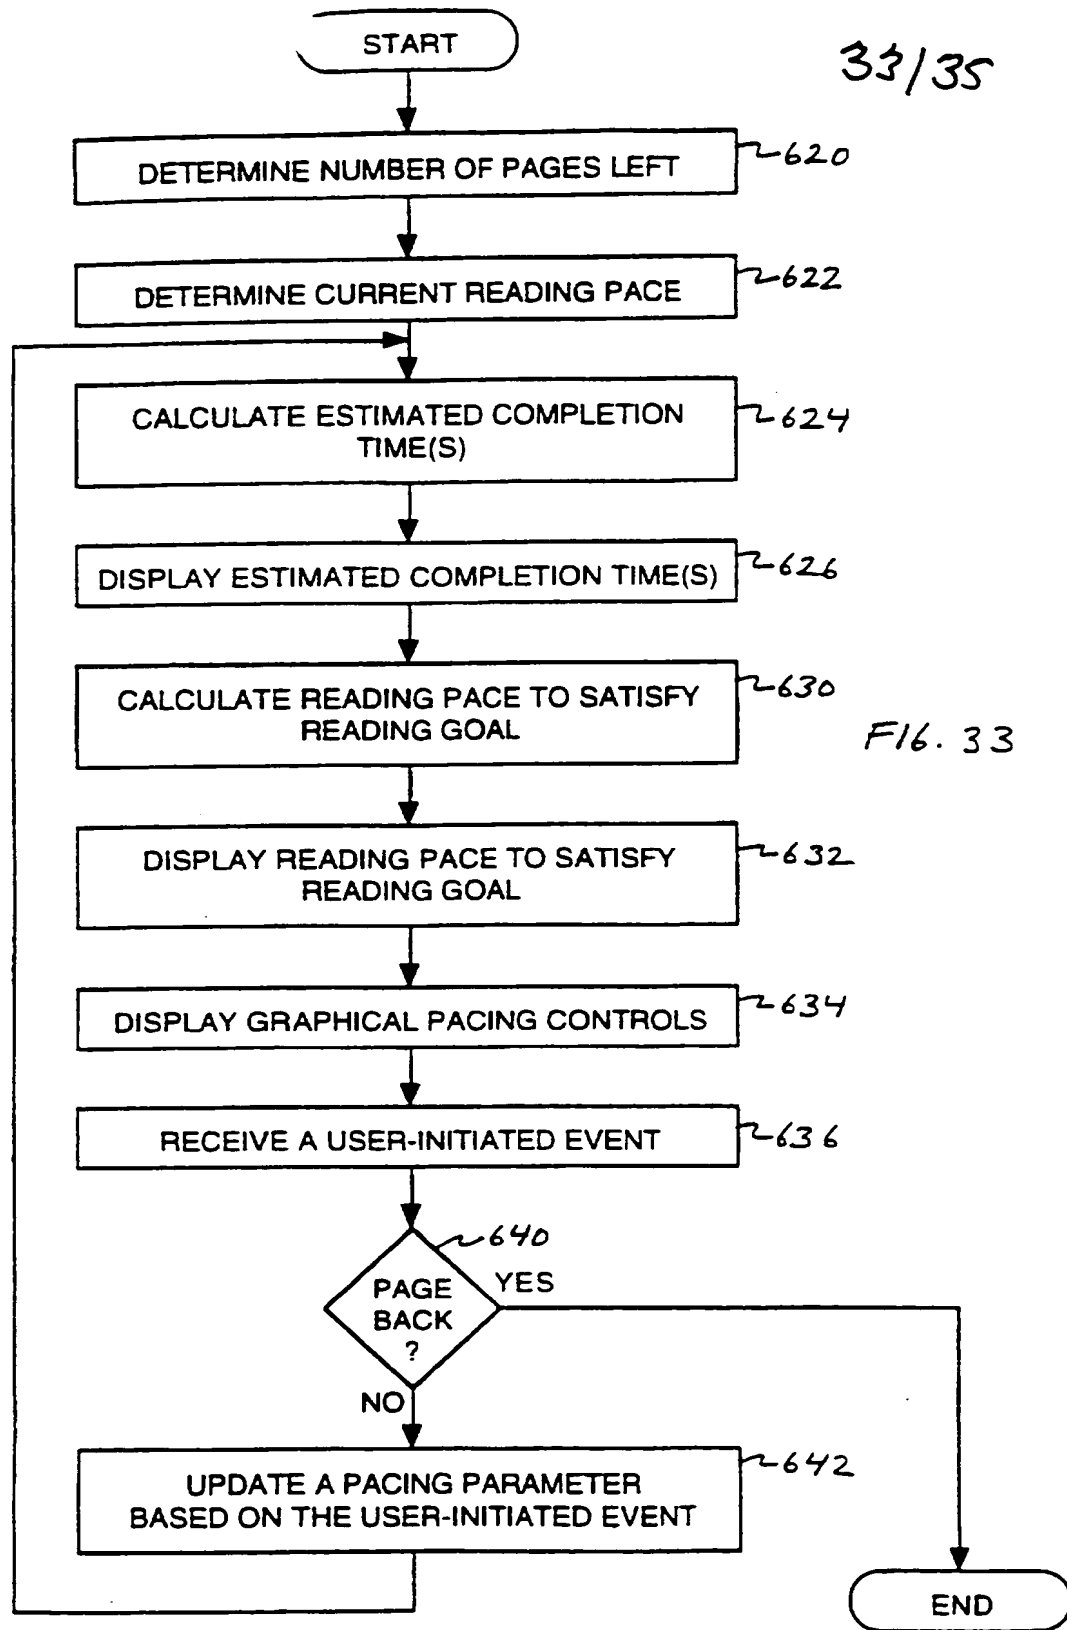 START
33/35
DETERMINE NUMBER OF PAGES LEFT
620
DETERMINE CURRENT READING PACE
622
CALCULATE ESTIMATED COMPLETION
TIME(S)
624
DISPLAY ESTIMATED COMPLETION TIME(S)
626
CALCULATE READING PACE TO SATISFY
READING GOAL
630
FIG. 33
DISPLAY READING PACE TO SATISFY
READING GOAL
632
DISPLAY GRAPHICAL PACING CONTROLS
634
RECEIVE A USER-INITIATED EVENT
636
640
PAGE
BACK
?
YES
NO
UPDATE A PACING PARAMETER
BASED ON THE USER-INITIATED EVENT
642
END